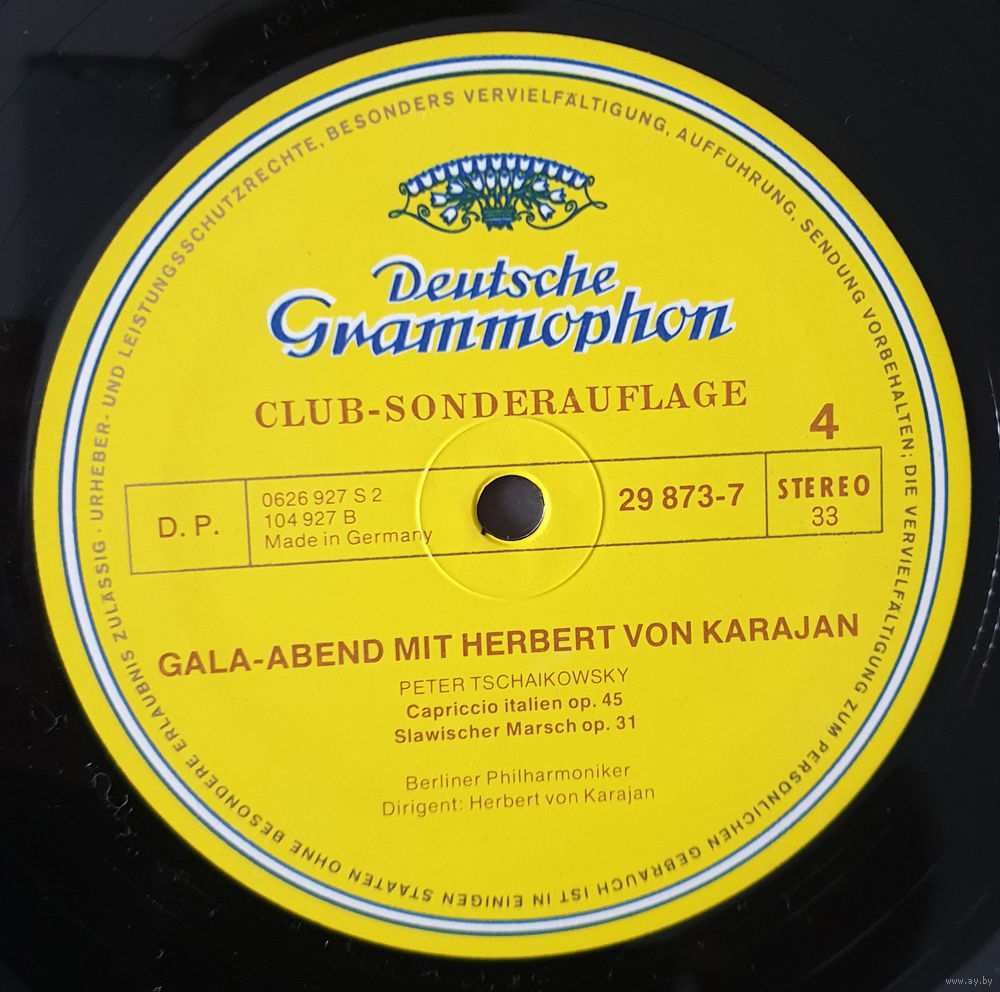 URHEBER- UND LEISTUNGSSCHUTZRECHTE, BESONDERS VERVIELFÄLTIGUNG, AUFFÜHRUNG, SENDUNG VORBEHALTEN; DIE VERVIELFÄLTIGUNG ZUM PERSÖNLICHEN GEBRAUCH IST IN EINIGEN STAATEN OHNE BESONDERE ERLAUBNIS ZULÄSSIG ·
Deutsche
Grammophon
CLUB-SONDERAUFLAGE
4
D. P.
0626 927 S 2
104 927 B
Made in Germany
29 873-7
STEREO
33
GALA-ABEND MIT HERBERT VON KARAJAN
PETER TSCHAIKOWSKY
Capriccio italien op. 45
Slawischer Marsch op. 31
Berliner Philharmoniker
Dirigent: Herbert von Karajan
www.ay.by